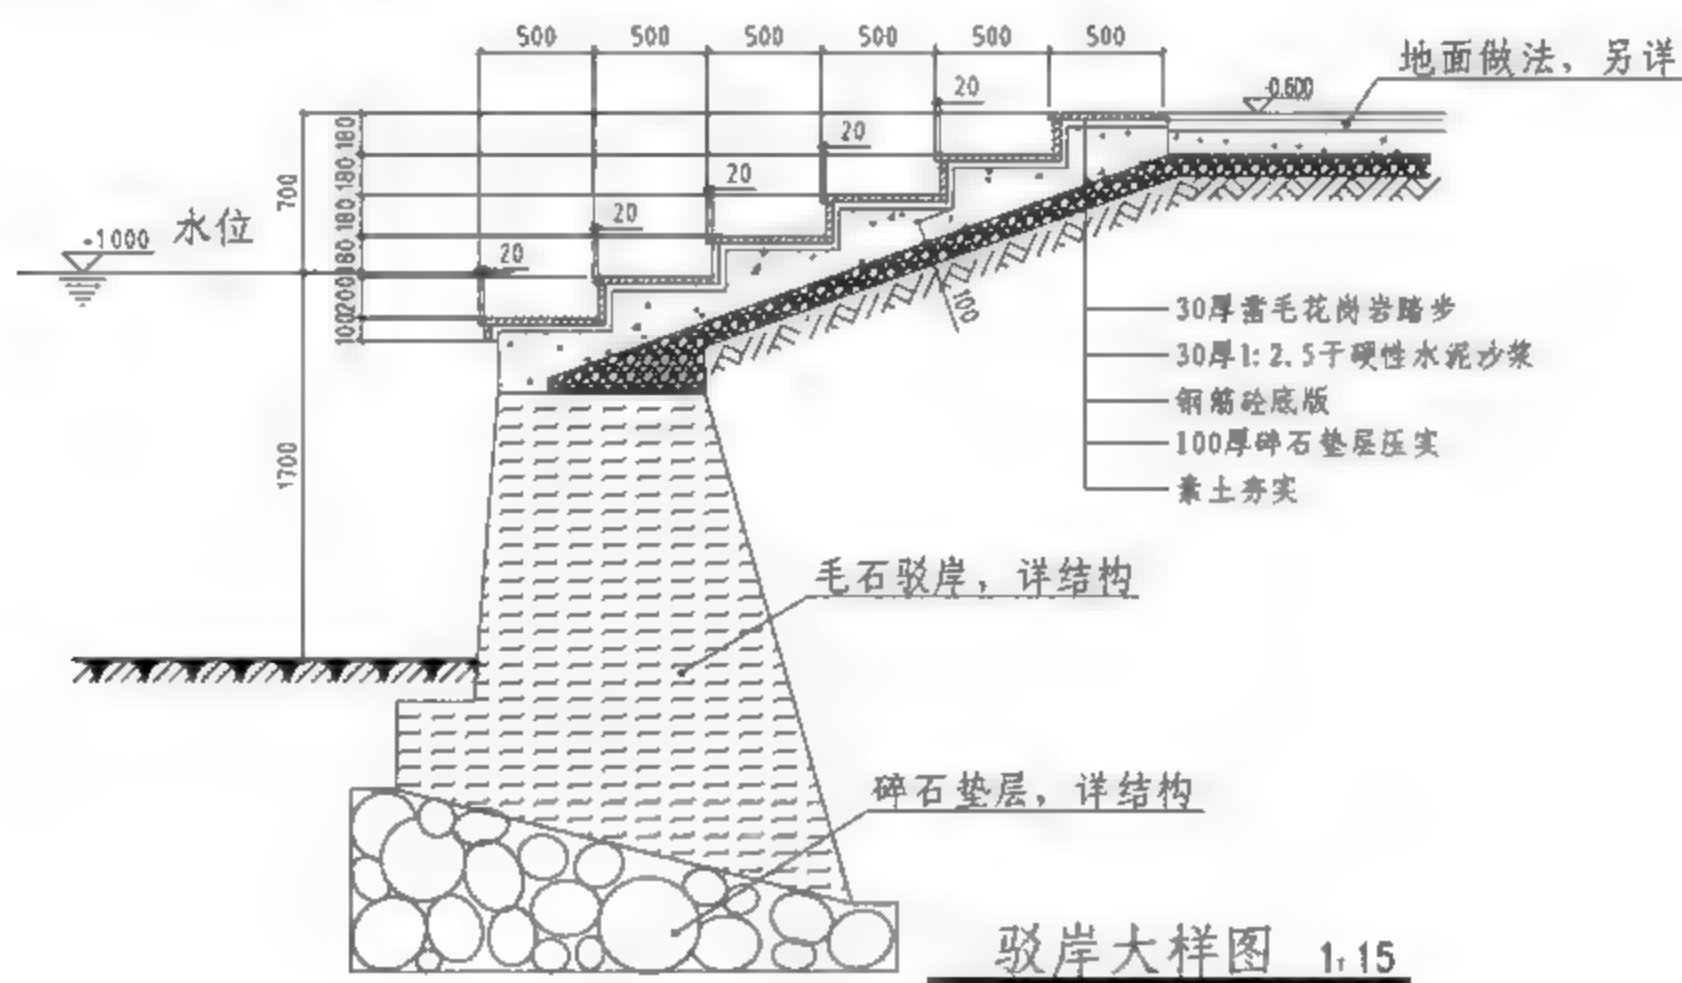 500 500 500 500 500 500
地面做法，另详
-0.600
20
20
20
20
20
180
180
180
180
200
100
700
-1000 水位
100
30厚凿毛花岗岩踏步
30厚1:2.5干硬性水泥沙浆
钢筋砼底版
100厚碎石垫层压实
素土夯实
1700
毛石驳岸，详结构
碎石垫层，详结构
驳岸大样图 1:15